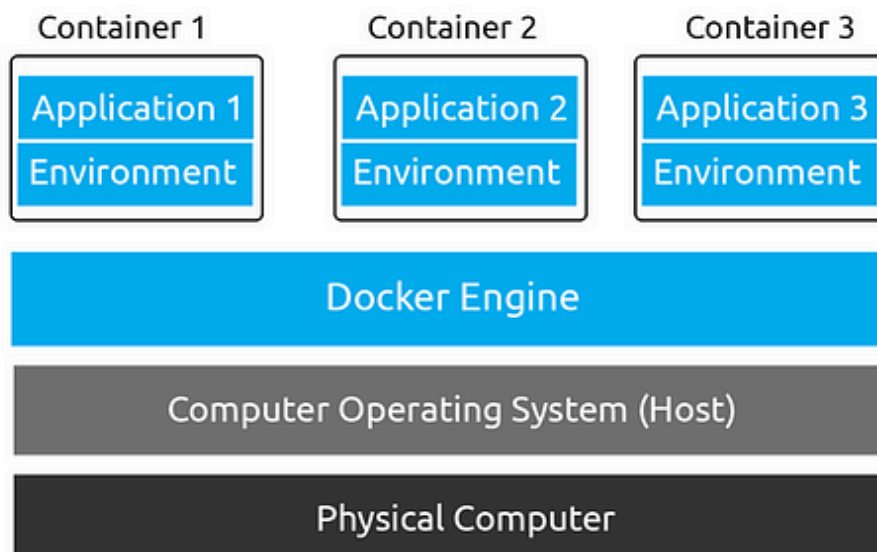 Container 1 Container 2 Container 3
Application 1 Application 2 Application 3
Environment Environment Environment
Docker Engine
Computer Operating System (Host)
Physical Computer